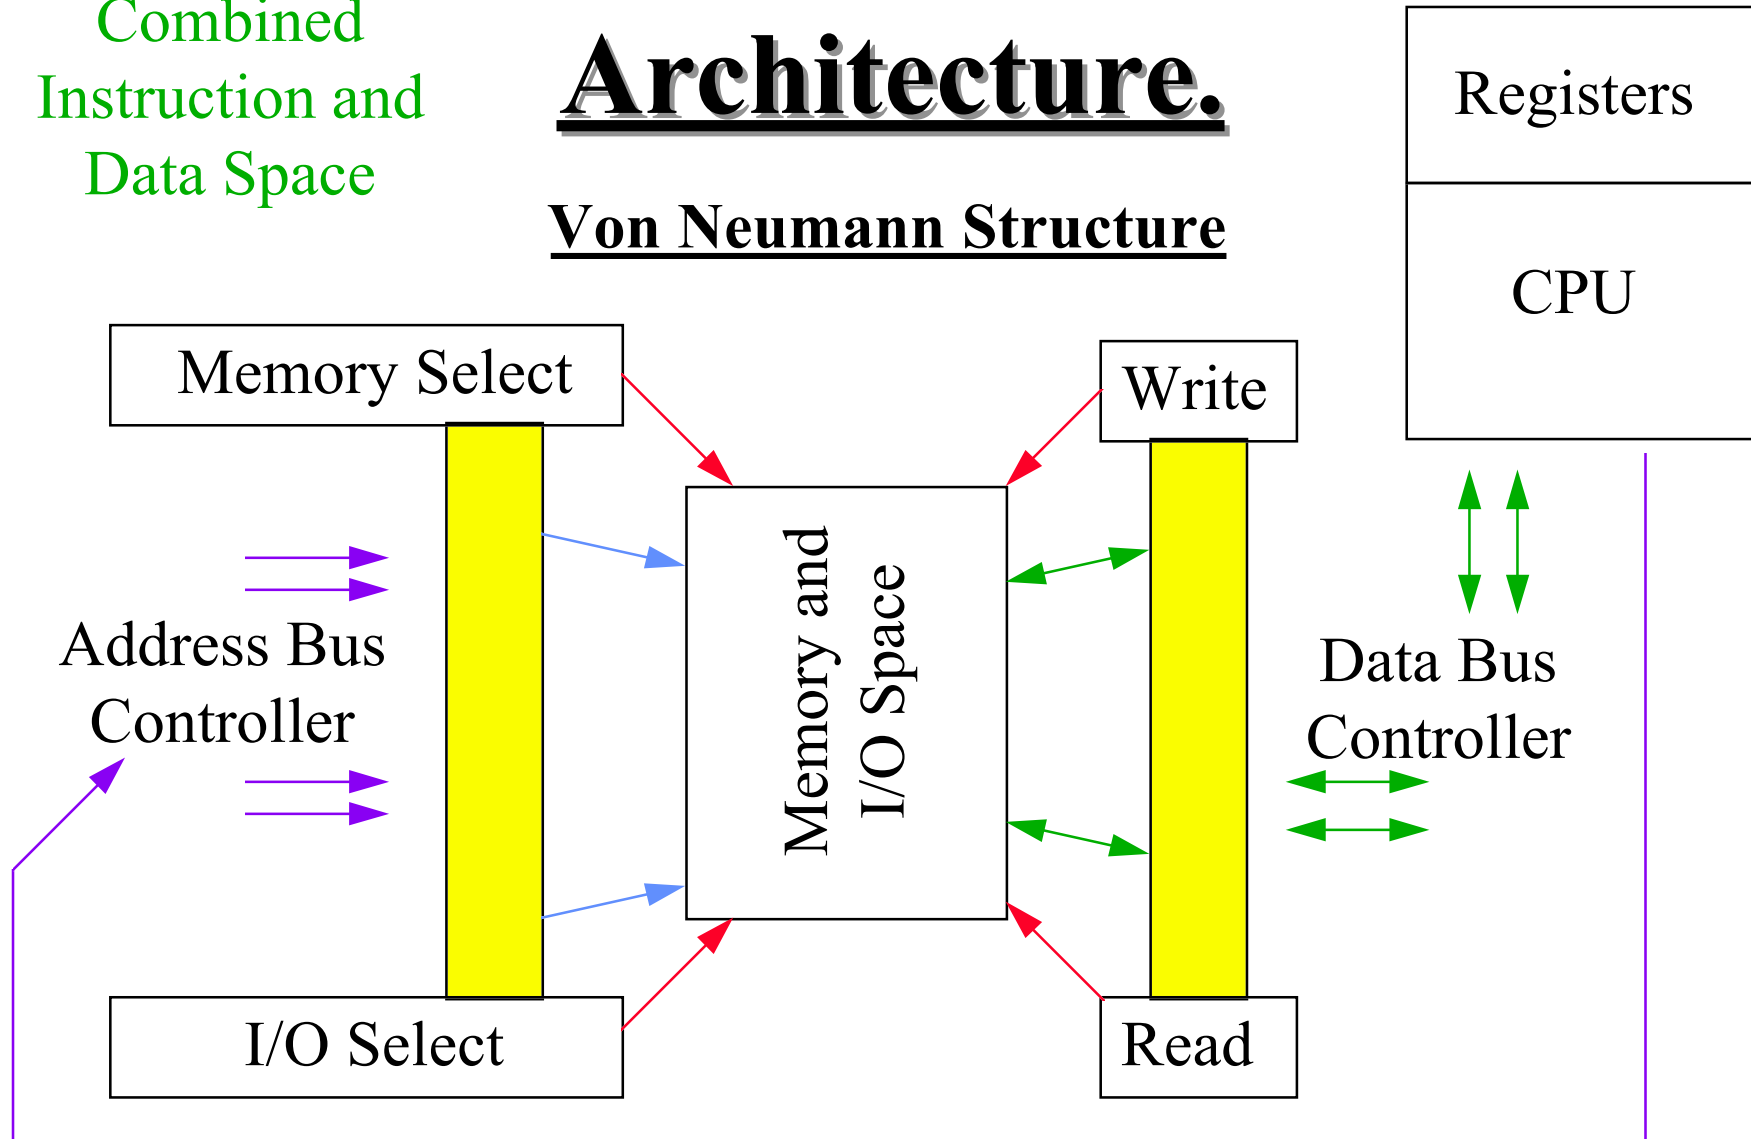 Combined
Instruction and
Data Space
Architecture.
Von Neumann Structure
Registers
CPU
Memory Select
Write
Memory and
I/O Space
Address Bus
Controller
Data Bus
Controller
I/O Select
Read